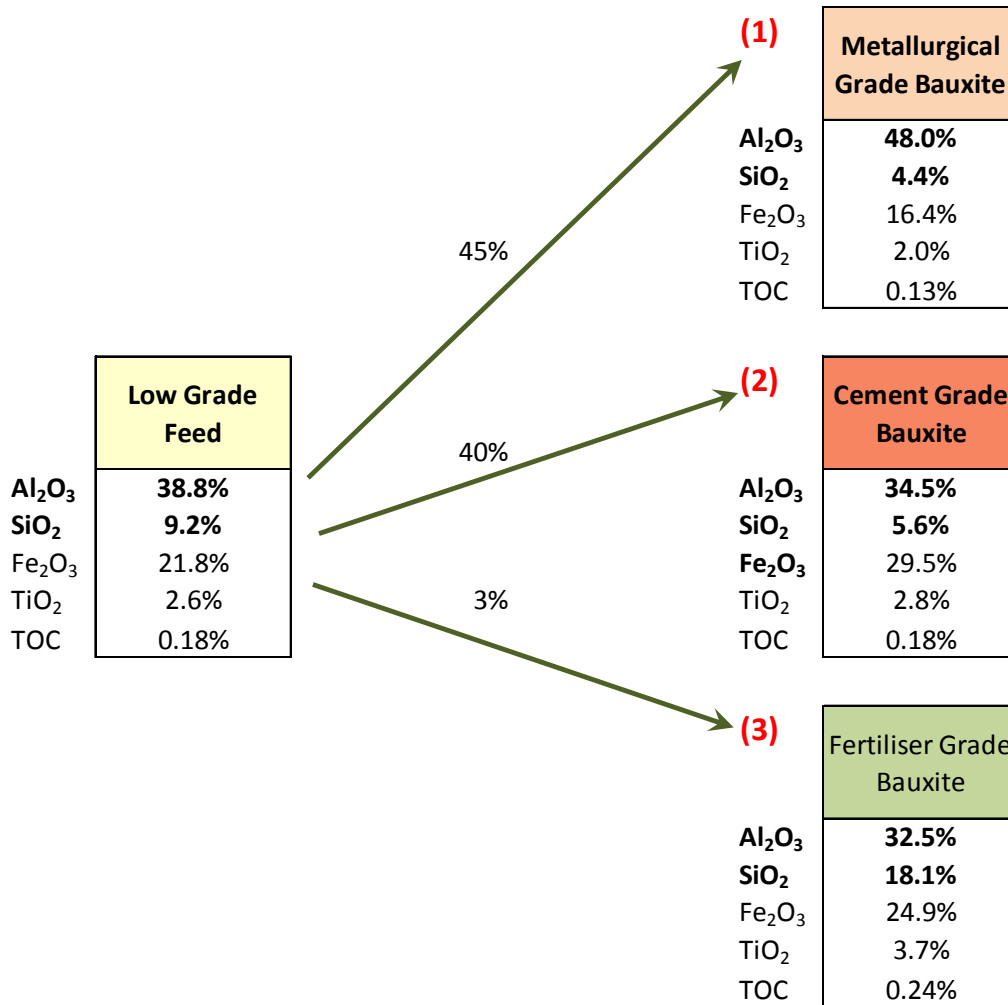 (1)
Metallurgical
Grade Bauxite
Al₂O₃ 48.0%
SiO₂ 4.4%
Fe₂O₃ 16.4%
TiO₂ 2.0%
TOC 0.13%
45%
Low Grade
Feed
Al₂O₃ 38.8%
SiO₂ 9.2%
Fe₂O₃ 21.8%
TiO₂ 2.6%
TOC 0.18%
40%
3%
(2)
Cement Grade
Bauxite
Al₂O₃ 34.5%
SiO₂ 5.6%
Fe₂O₃ 29.5%
TiO₂ 2.8%
TOC 0.18%
(3)
Fertiliser Grade
Bauxite
Al₂O₃ 32.5%
SiO₂ 18.1%
Fe₂O₃ 24.9%
TiO₂ 3.7%
TOC 0.24%